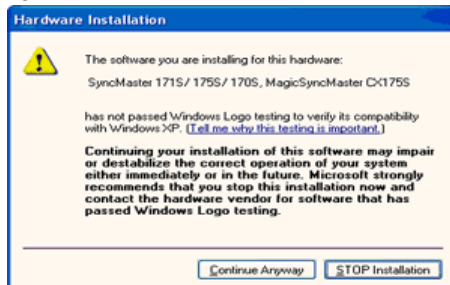 Hardware Installation
The software you are installing for this hardware:
SyncMaster 171S/ 175S/ 170S, MagicSyncMaster CX175S
has not passed Windows Logo testing to verify its compatibility
with Windows XP. (Tell me why this testing is important.)
Continuing your installation of this software may impair
or destabilize the correct operation of your system
either immediately or in the future. Microsoft strongly
recommends that you stop this installation now and
contact the hardware vendor for software that has
passed Windows Logo testing.
Continue Anyway STOP Installation